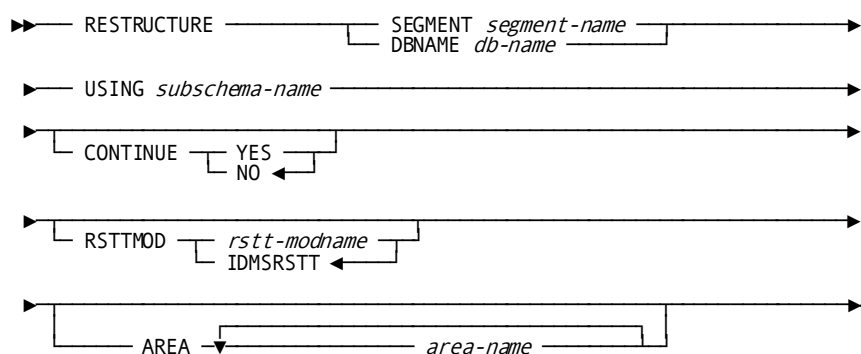 RESTRUCTURE SEGMENT segment-name
DBNAME db-name
USING subschema-name
CONTINUE YES
NO
RSTTMOD rstt-modname
IDMSRSTT
AREA area-name